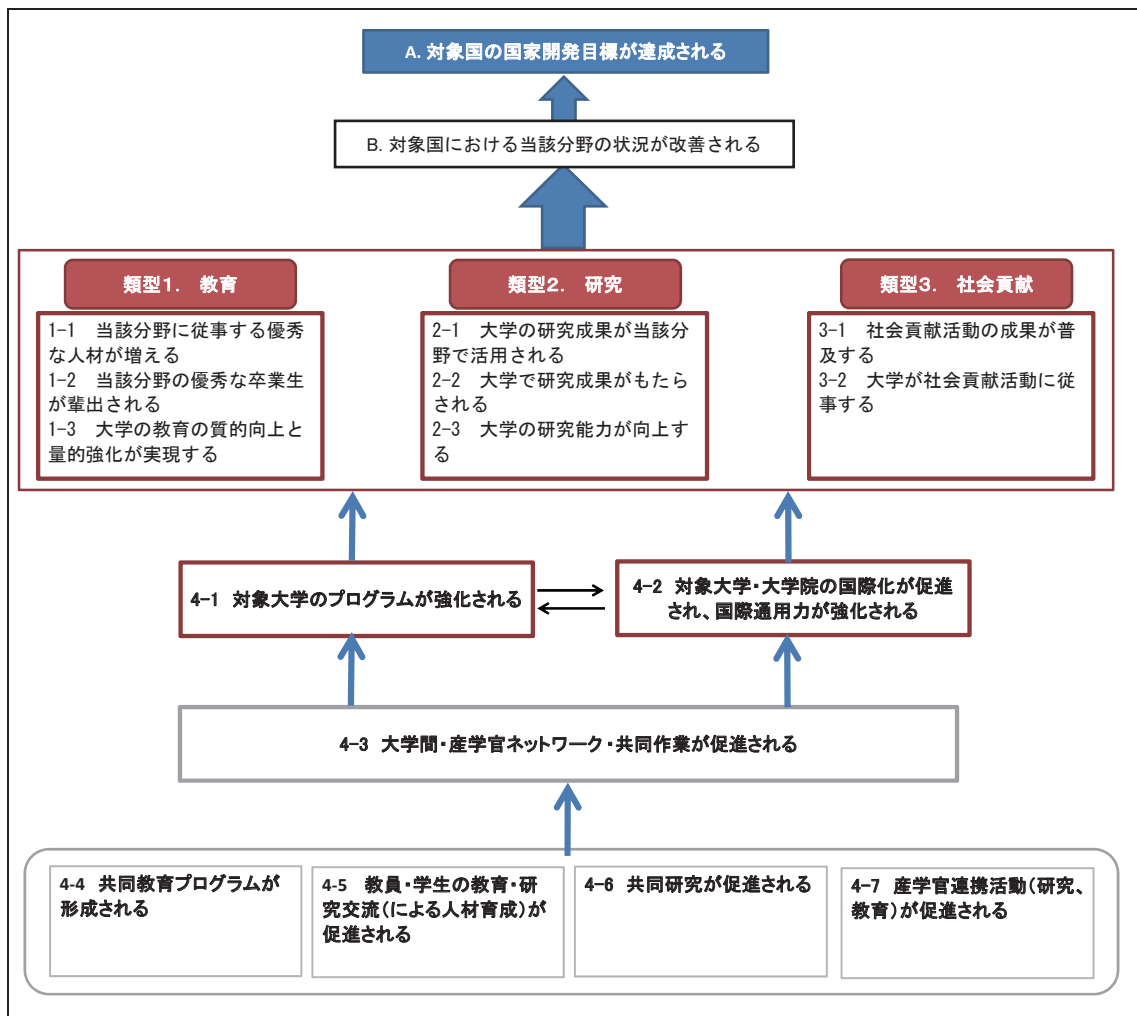 A. 対象国の国家開発目標が達成される
B. 対象国における当該分野の状況が改善される
類型1. 教育
1-1 当該分野に従事する優秀
な人材が増える
1-2 当該分野の優秀な卒業生
が輩出される
1-3 大学の教育の質的向上と
量的強化が実現する
類型2. 研究
2-1 大学の研究成果が当該分
野で活用される
2-2 大学で研究成果がもたら
される
2-3 大学の研究能力が向上す
る
類型3. 社会貢献
3-1 社会貢献活動の成果が普
及する
3-2 大学が社会貢献活動に従
事する
4-1 対象大学のプログラムが強化される
4-2 対象大学・大学院の国際化が促進
され、国際通用力が強化される
4-3 大学間・産学官ネットワーク・共同作業が促進される
4-4 共同教育プログラムが
形成される
4-5 教員・学生の教育・研
究交流(による人材育成)が
促進される
4-6 共同研究が促進される
4-7 産学官連携活動(研究、
教育)が促進される